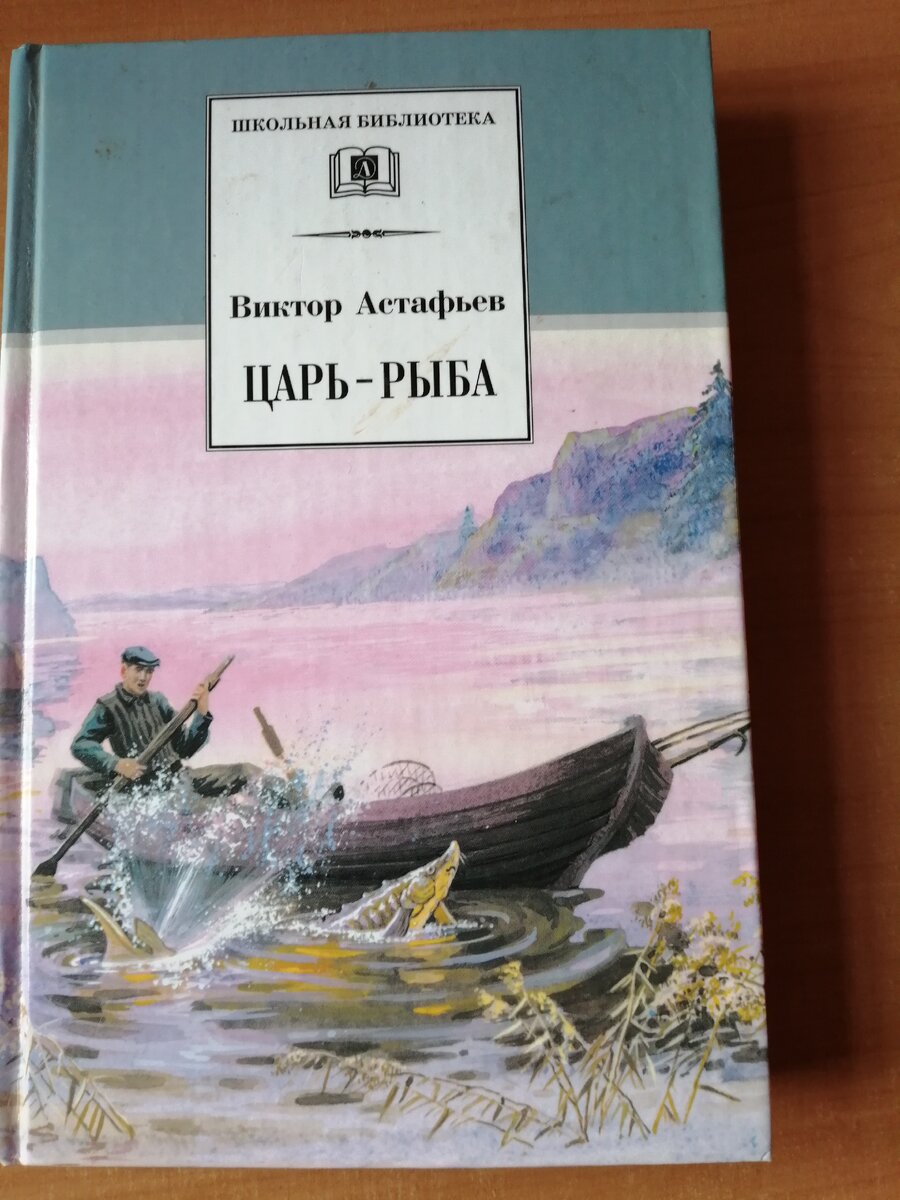 ШКОЛЬНАЯ БИБЛИОТЕКА
Д
Виктор Астафьев
ЦАРЬ-РЫБА